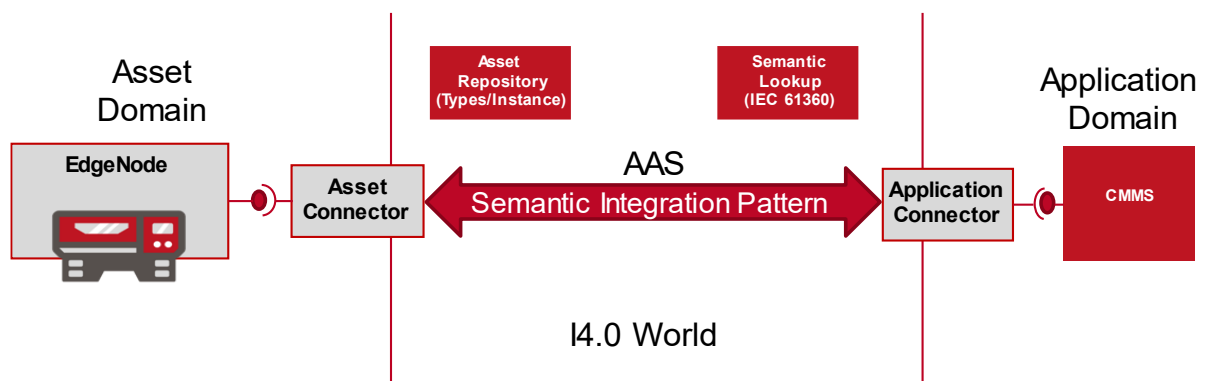 Asset
Domain
EdgeNode
Asset
Connector
Asset
Repository
(Types/Instance)
Semantic
Lookup
(IEC 61360)
AAS
Semantic Integration Pattern
I4.0 World
Application
Connector
Application
Domain
CMMS